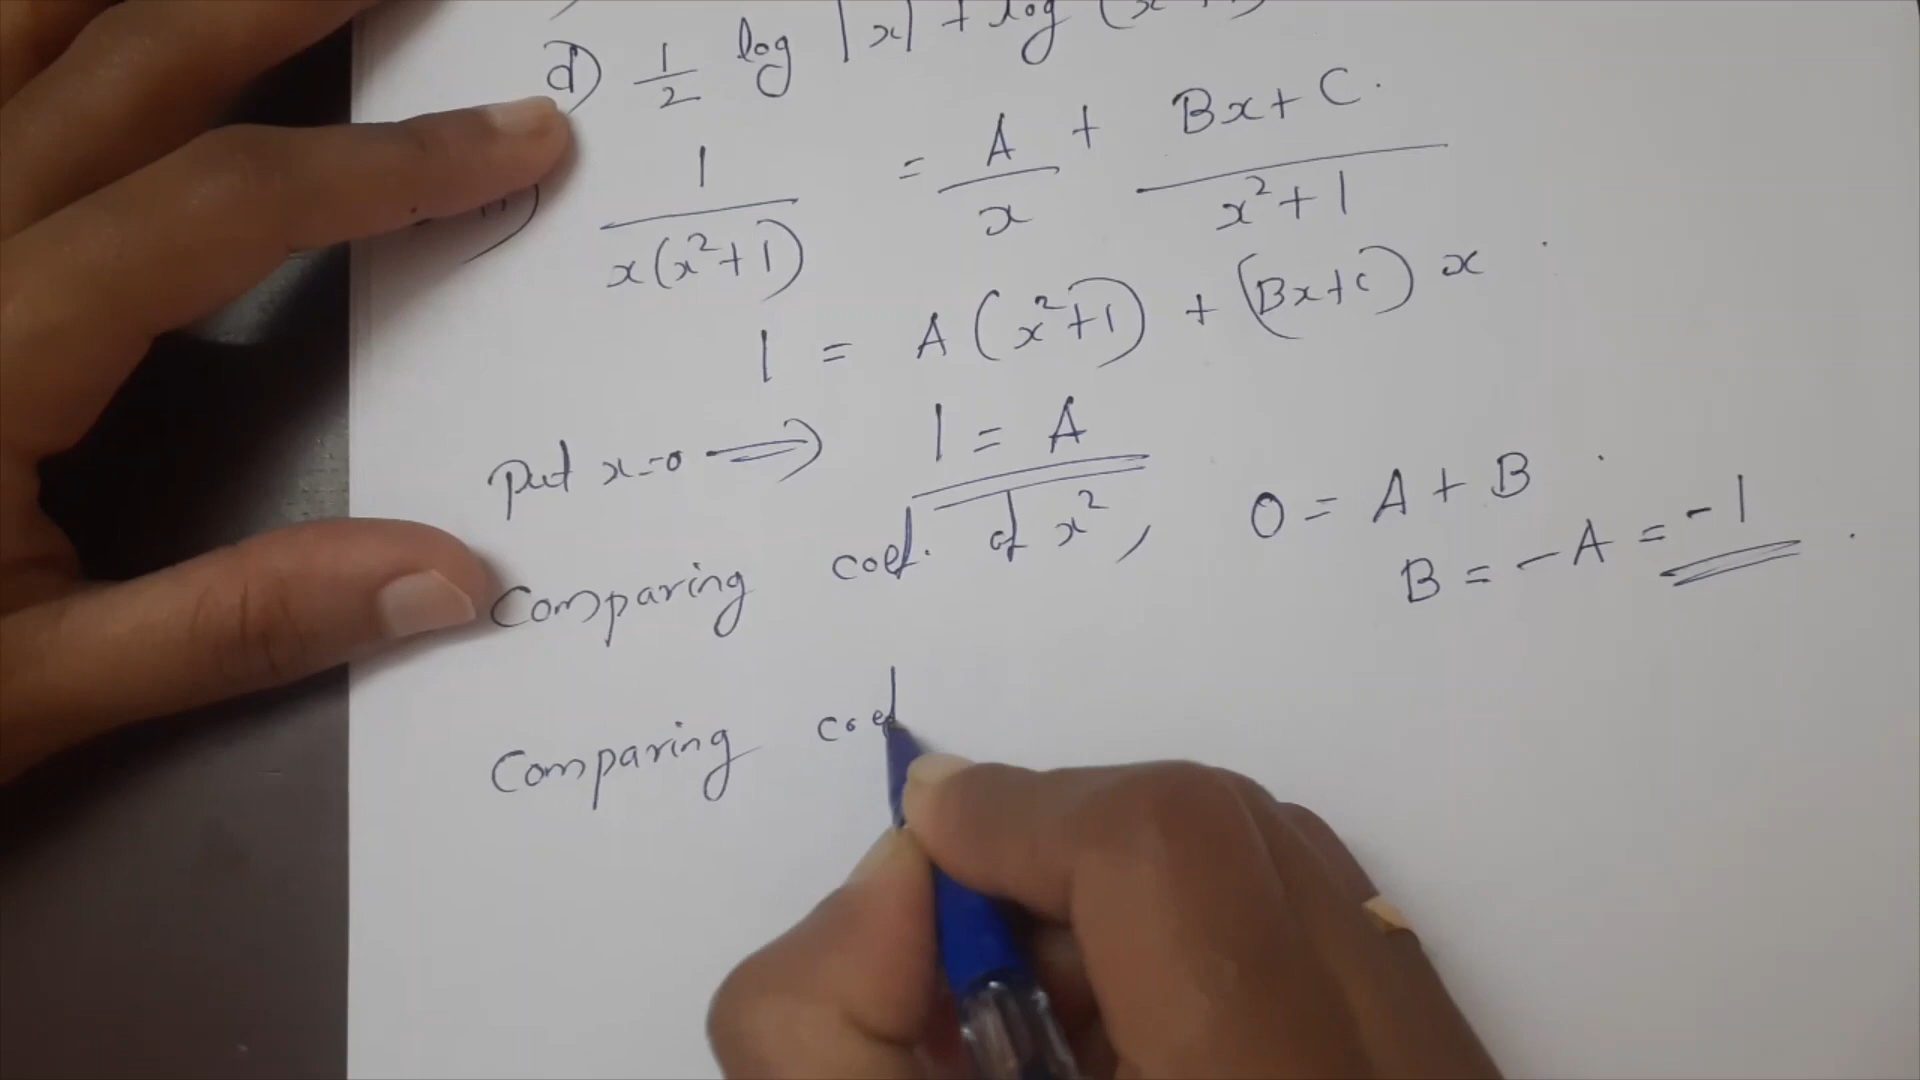 d) 1/2 log |x| + log (x
1/(x(x²+1)) = A/x + (Bx+C)/(x²+1)
1 = A(x²+1) + (Bx+C) x
Put x=0 ⟹ 1 = A
Comparing coef. of x², 0 = A + B
B = -A = -1
Comparing coef